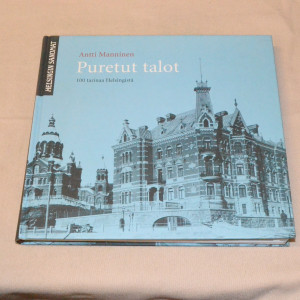 HELSINGIN SANOMAT
Antti Manninen
Puretut talot
100 tarinaa Helsingistä